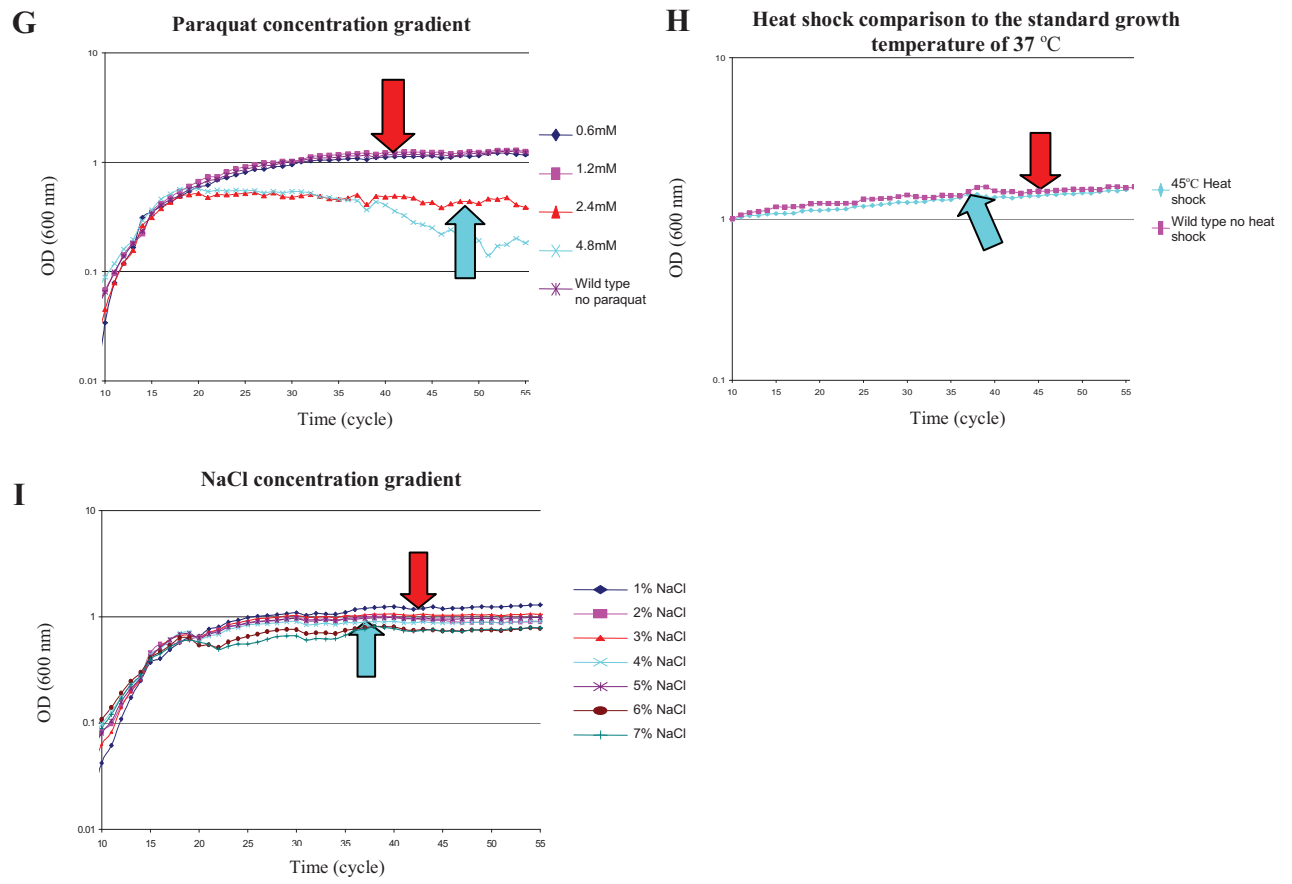 G
Paraquat concentration gradient
10
1
0.1
0.01
OD (600 nm)
10 15 20 25 30 35 40 45 50 55
Time (cycle)
0.6mM
1.2mM
2.4mM
4.8mM
Wild type
no paraquat
H
Heat shock comparison to the standard growth
temperature of 37 °C
10
1
0.1
OD (600 nm)
10 15 20 25 30 35 40 45 50 55
Time (cycle)
45°C Heat
shock
Wild type no heat
shock
I
NaCl concentration gradient
10
1
0.1
0.01
OD (600 nm)
10 15 20 25 30 35 40 45 50 55
Time (cycle)
1% NaCl
2% NaCl
3% NaCl
4% NaCl
5% NaCl
6% NaCl
7% NaCl